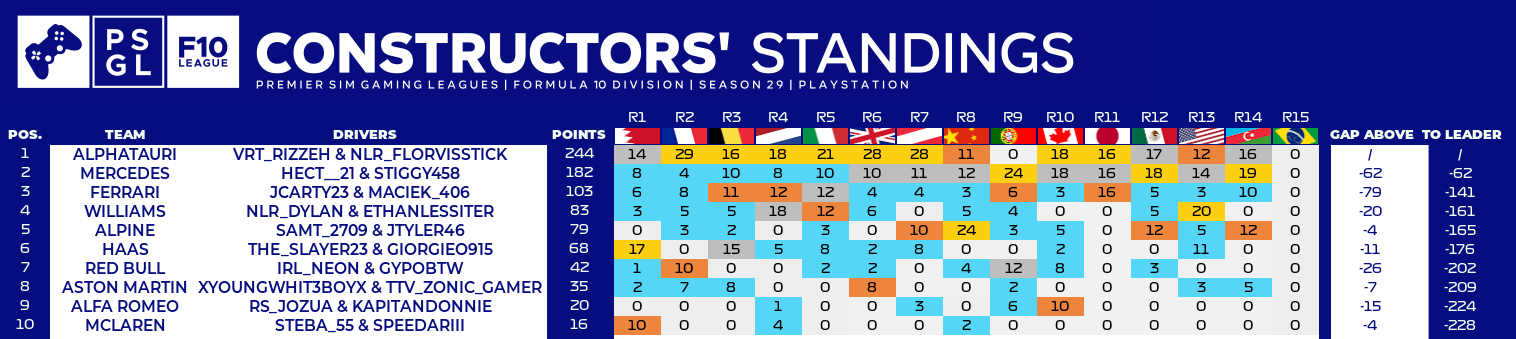 PS
GL
F10
LEAGUE
CONSTRUCTORS' STANDINGS
PREMIER SIM GAMING LEAGUES | FORMULA 10 DIVISION | SEASON 29 | PLAYSTATION
R1 R2 R3 R4 R5 R6 R7 R8 R9 R10 R11 R12 R13 R14 R15
POS. TEAM DRIVERS POINTS GAP ABOVE TO LEADER
1 ALPHATAURI VRT_RIZZEH & NLR_FLORVISSTICK 244 14 29 16 18 21 28 28 11 0 18 16 17 12 16 0 / /
2 MERCEDES HECT__21 & STIGGY458 182 8 4 10 8 10 10 11 12 24 18 16 18 14 19 0 -62 -62
3 FERRARI JCARTY23 & MACIEK_406 103 6 8 11 12 12 4 4 3 6 3 16 5 3 10 0 -79 -141
4 WILLIAMS NLR_DYLAN & ETHANLESSITER 83 3 5 5 18 12 6 0 5 4 0 0 5 20 0 0 -20 -161
5 ALPINE SAMT_2709 & JTYLER46 79 0 3 2 0 3 0 10 24 3 5 0 12 5 12 0 -4 -165
6 HAAS THE_SLAYER23 & GIORGIEO915 68 17 0 15 5 8 2 8 0 0 2 0 0 11 0 0 -11 -176
7 RED BULL IRL_NEON & GYPOBTW 42 1 10 0 0 2 2 0 4 12 8 0 3 0 0 0 -26 -202
8 ASTON MARTIN XYOUNGWHIT3BOYX & TTV_ZONIC_GAMER 35 2 7 8 0 0 8 0 0 2 0 0 0 3 5 0 -7 -209
9 ALFA ROMEO RS_JOZUA & KAPITANDONNIE 20 0 0 0 1 0 0 3 0 6 10 0 0 0 0 0 -15 -224
10 MCLAREN STEBA_55 & SPEEDARIII 16 10 0 0 4 0 0 0 2 0 0 0 0 0 0 0 -4 -228